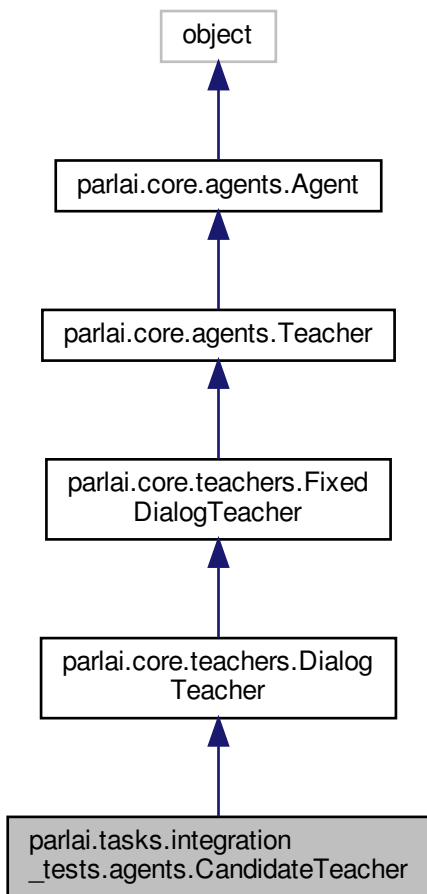 object
parlai.core.agents.Agent
parlai.core.agents.Teacher
parlai.core.teachers.Fixed
DialogTeacher
parlai.core.teachers.Dialog
Teacher
parlai.tasks.integration
_tests.agents.CandidateTeacher